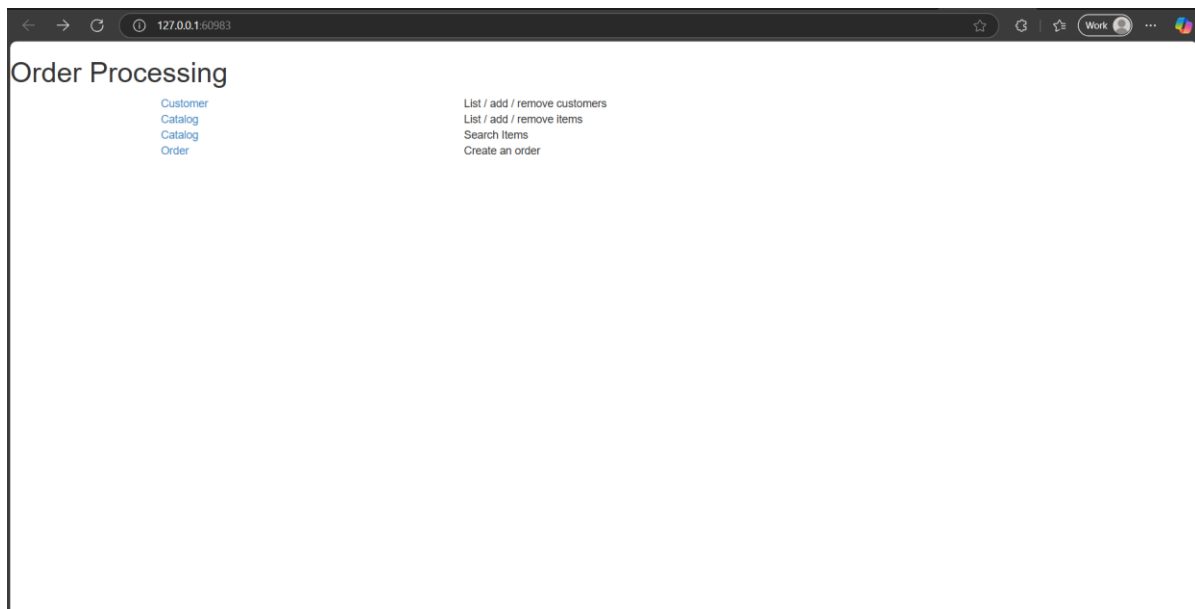 127.0.0.1:60983
Work
Order Processing
Customer List / add / remove customers
Catalog List / add / remove items
Catalog Search Items
Order Create an order